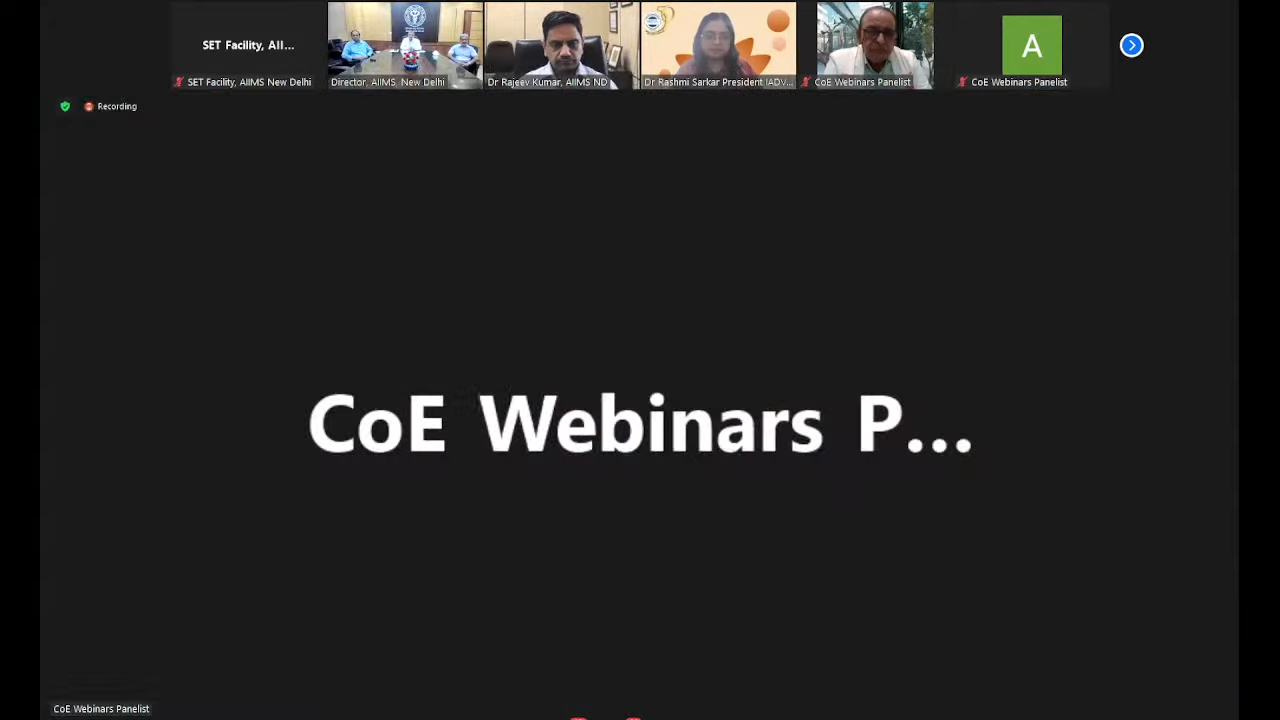 SET Facility, AII...
SET Facility, AIIMS New Delhi
Director, AIIMS, New Delhi
Dr Rajeev Kumar, AIIMS ND
Dr Rashmi Sarkar President IADV...
CoE Webinars Panelist
A
CoE Webinars Panelist
Recording
CoE Webinars P...
CoE Webinars Panelist